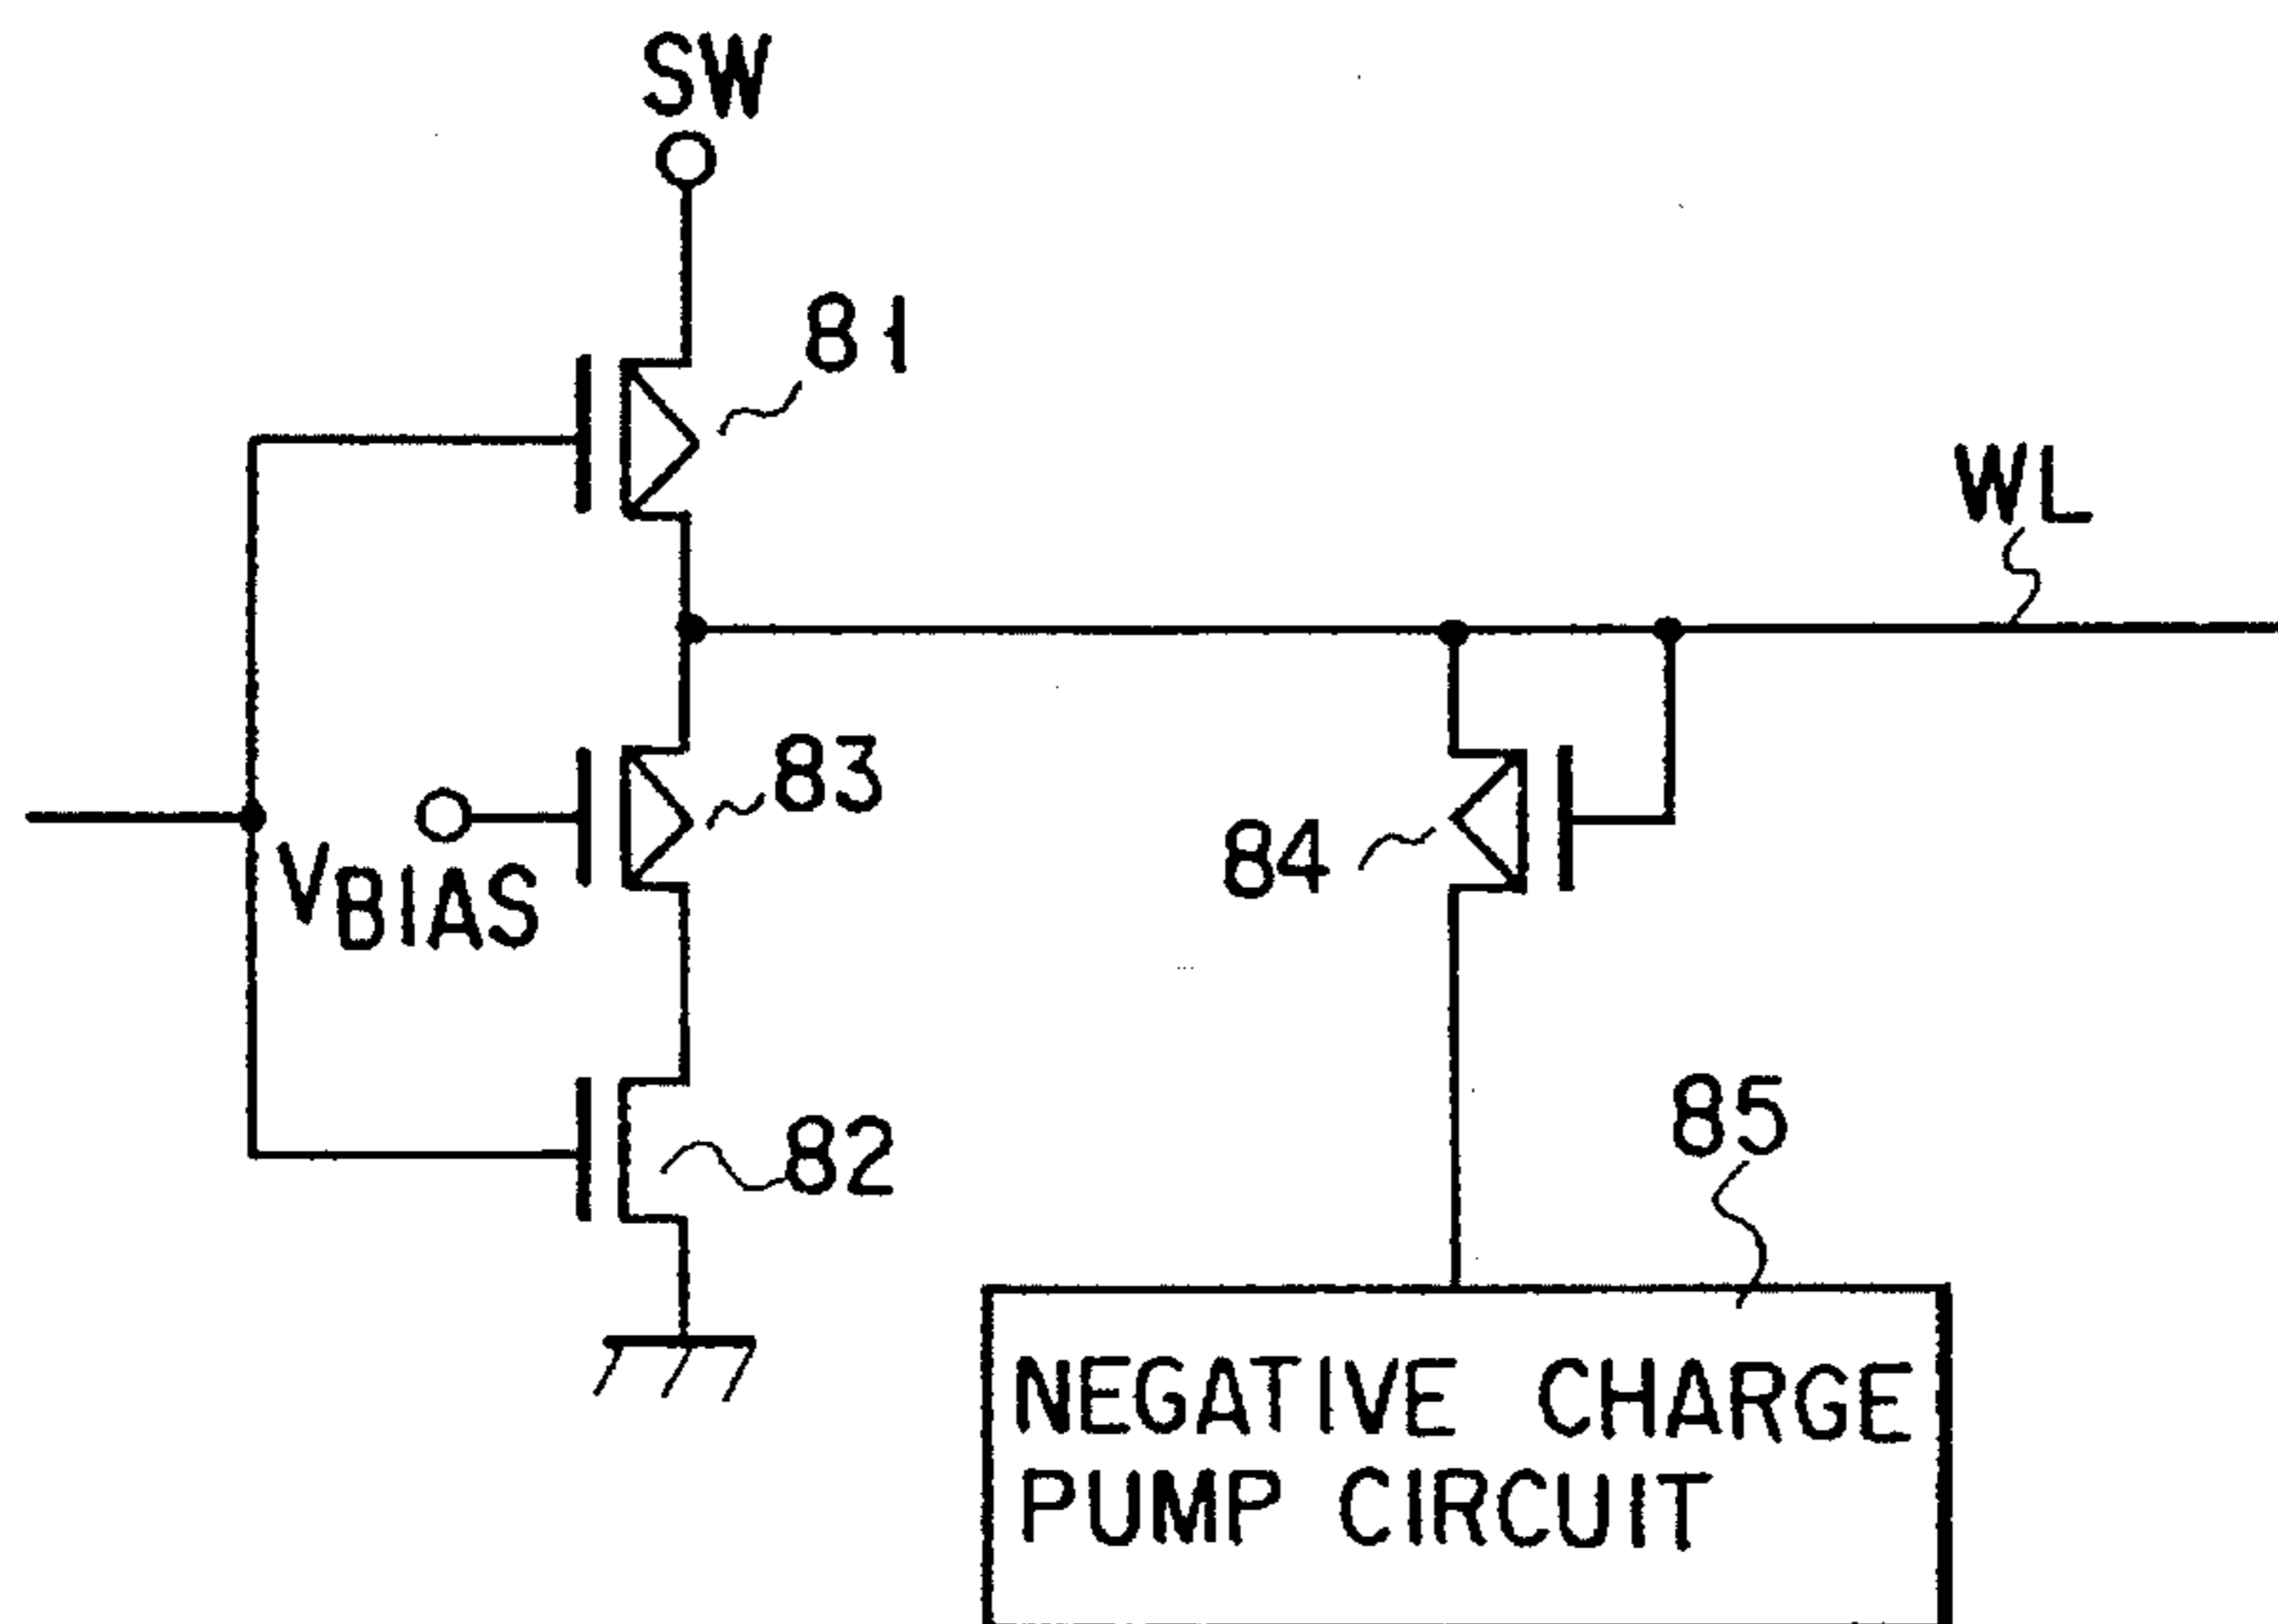 SW
81
WL
83
84
VBIAS
85
82
NEGATIVE CHARGE
PUMP CIRCUIT